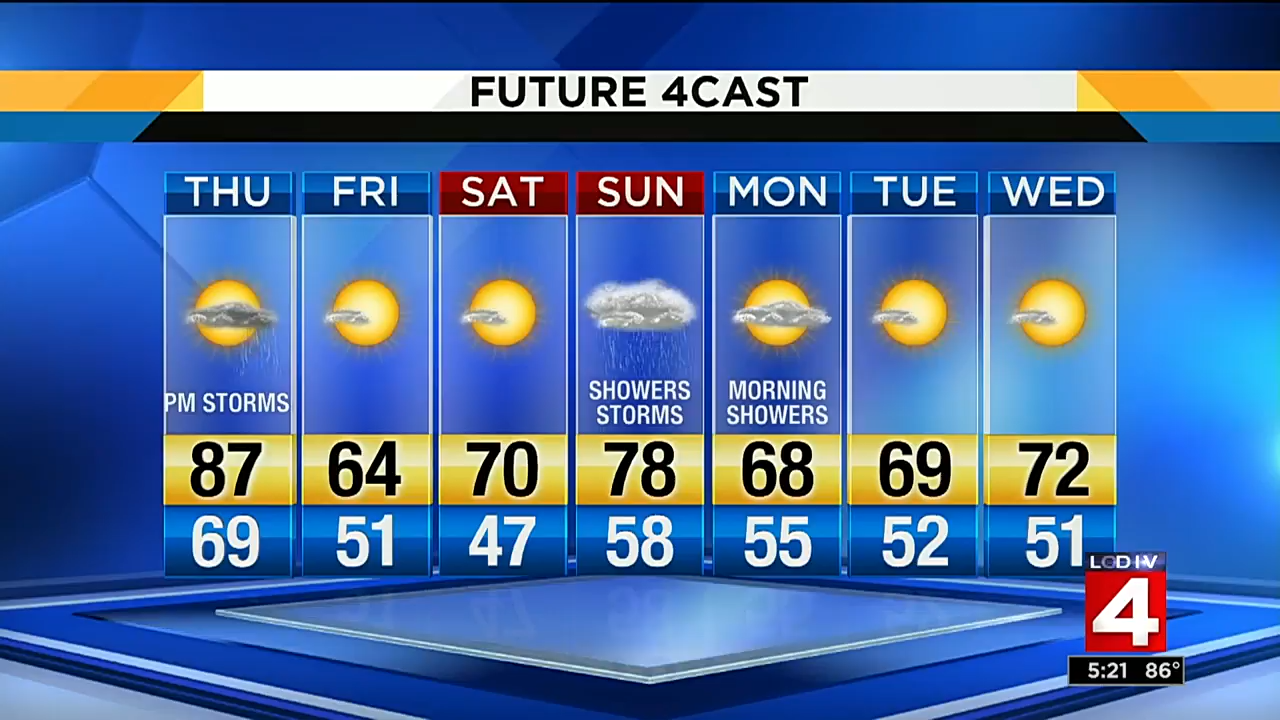 FUTURE 4CAST
THU FRI SAT SUN MON TUE WED
PM STORMS
SHOWERS
STORMS
MORNING
SHOWERS
87 64 70 78 68 69 72
69 51 47 58 55 52 51
4
5:21 86°